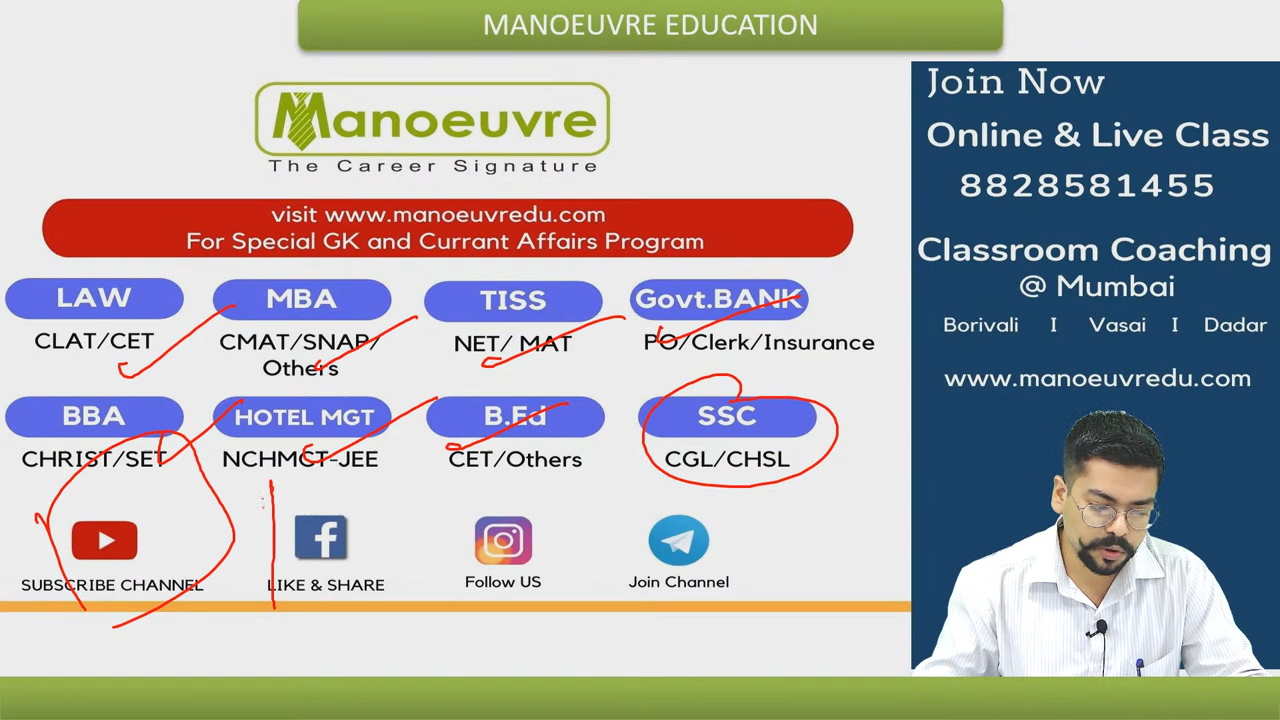 MANOEUVRE EDUCATION
Manoeuvre
The Career Signature
visit www.manoeuvredu.com
For Special GK and Currant Affairs Program
LAW
CLAT/CET
MBA
CMAT/SNAP/
Others
TISS
NET/ MAT
Govt.BANK
PO/Clerk/Insurance
BBA
CHRIST/SET
HOTEL MGT
NCHMCT-JEE
B.Ed
CET/Others
SSC
CGL/CHSL
SUBSCRIBE CHANNEL
LIKE & SHARE
Follow US
Join Channel
Join Now
Online & Live Class
8828581455
Classroom Coaching
@ Mumbai
Borivali I Vasai I Dadar
www.manoeuvredu.com